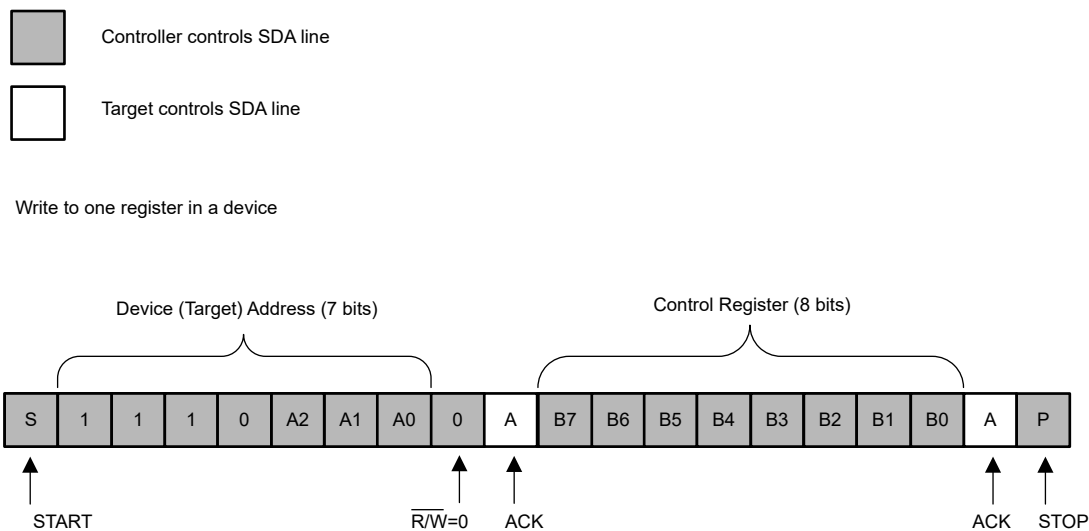 Controller controls SDA line
Target controls SDA line
Write to one register in a device
Device (Target) Address (7 bits)
Control Register (8 bits)
S 1 1 1 0 A2 A1 A0 0 A B7 B6 B5 B4 B3 B2 B1 B0 A P
START R/W=0 ACK ACK STOP